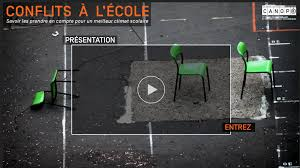 CONFLITS À L'ÉCOLE
Savoir les prendre en compte pour un meilleur climat scolaire
CANOPÉ
PRÉSENTATION
ENTREZ